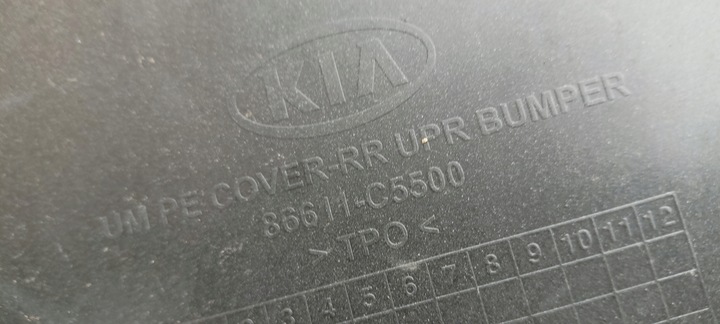 KIA
UM PE COVER-RR UPR BUMPER
86611-C5500
>TPO<
2 3 4 5 6 7 8 9 10 11 12